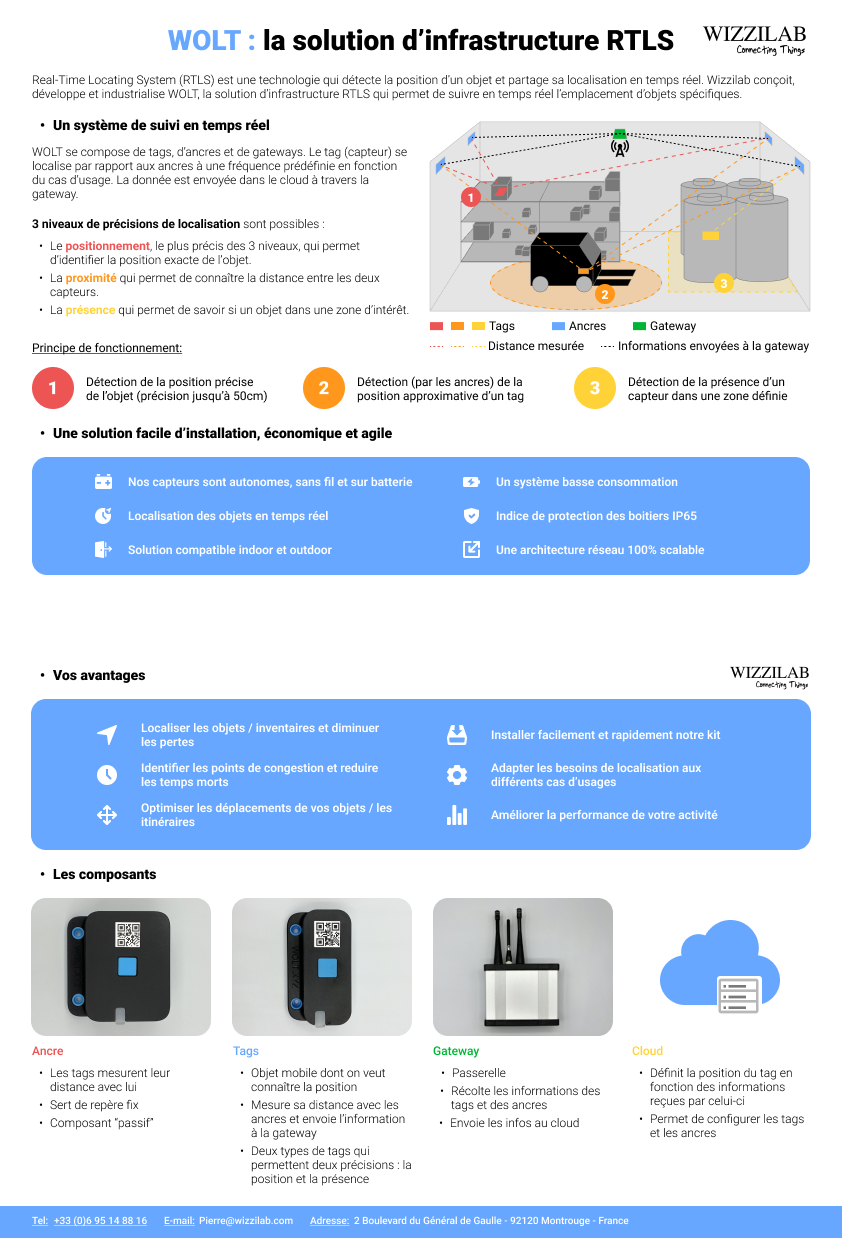 WOLT : la solution d'infrastructure RTLS
WIZZILAB
Connecting Things
Real-Time Locating System (RTLS) est une technologie qui détecte la position d'un objet et partage sa localisation en temps réel. Wizzilab conçoit,
développe et industrialise WOLT, la solution d'infrastructure RTLS qui permet de suivre en temps réel l'emplacement d'objets spécifiques.
• Un système de suivi en temps réel
WOLT se compose de tags, d'ancres et de gateways. Le tag (capteur) se
localise par rapport aux ancres à une fréquence prédéfinie en fonction
du cas d'usage. La donnée est envoyée dans le cloud à travers la
gateway.
3 niveaux de précisions de localisation sont possibles :
• Le positionnement, le plus précis des 3 niveaux, qui permet
d'identifier la position exacte de l'objet.
• La proximité qui permet de connaître la distance entre les deux
capteurs.
• La présence qui permet de savoir si un objet dans une zone d'intérêt.
1
2
3
Tags
Ancres
Gateway
Distance mesurée
Informations envoyées à la gateway
Principe de fonctionnement:
1
Détection de la position précise
de l'objet (précision jusqu'à 50cm)
2
Détection (par les ancres) de la
position approximative d'un tag
3
Détection de la présence d'un
capteur dans une zone définie
• Une solution facile d'installation, économique et agile
Nos capteurs sont autonomes, sans fil et sur batterie
Un système basse consommation
Localisation des objets en temps réel
Indice de protection des boitiers IP65
Solution compatible indoor et outdoor
Une architecture réseau 100% scalable
• Vos avantages
WIZZILAB
Connecting Things
Localiser les objets / inventaires et diminuer
les pertes
Installer facilement et rapidement notre kit
Identifier les points de congestion et reduire
les temps morts
Adapter les besoins de localisation aux
différents cas d'usages
Optimiser les déplacements de vos objets / les
itinéraires
Améliorer la performance de votre activité
• Les composants
Ancre
• Les tags mesurent leur
distance avec lui
• Sert de repère fix
• Composant "passif"
Tags
• Objet mobile dont on veut
connaître la position
• Mesure sa distance avec les
ancres et envoie l'information
à la gateway
• Deux types de tags qui
permettent deux précisions : la
position et la présence
Gateway
• Passerelle
• Récolte les informations des
tags et des ancres
• Envoie les infos au cloud
Cloud
• Définit la position du tag en
fonction des informations
reçues par celui-ci
• Permet de configurer les tags
et les ancres
Tel: +33 (0)6 95 14 88 16 E-mail: Pierre@wizzilab.com Adresse: 2 Boulevard du Général de Gaulle - 92120 Montrouge - France